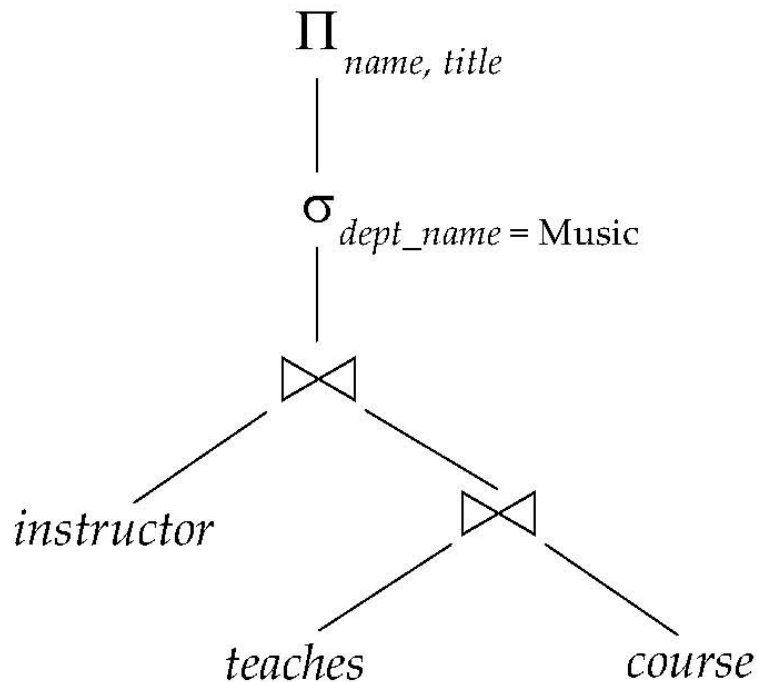 Π name, title
σ dept_name = Music
⋈
instructor
⋈
teaches
course